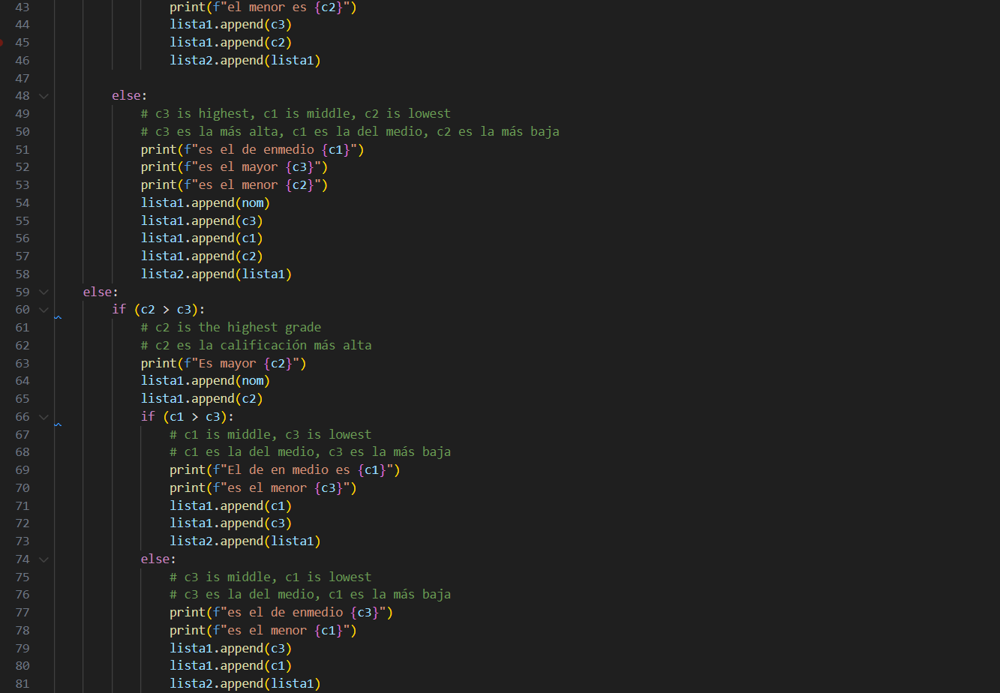 43 print(f"el menor es {c2}")
44 lista1.append(c3)
45 lista1.append(c2)
46 lista2.append(lista1)
47
48 else:
49 # c3 is highest, c1 is middle, c2 is lowest
50 # c3 es la más alta, c1 es la del medio, c2 es la más baja
51 print(f"es el de enmedio {c1}")
52 print(f"es el mayor {c3}")
53 print(f"es el menor {c2}")
54 lista1.append(nom)
55 lista1.append(c3)
56 lista1.append(c1)
57 lista1.append(c2)
58 lista2.append(lista1)
59 else:
60 if (c2 > c3):
61 # c2 is the highest grade
62 # c2 es la calificación más alta
63 print(f"Es mayor {c2}")
64 lista1.append(nom)
65 lista1.append(c2)
66 if (c1 > c3):
67 # c1 is middle, c3 is lowest
68 # c1 es la del medio, c3 es la más baja
69 print(f"El de en medio es {c1}")
70 print(f"es el menor {c3}")
71 lista1.append(c1)
72 lista1.append(c3)
73 lista2.append(lista1)
74 else:
75 # c3 is middle, c1 is lowest
76 # c3 es la del medio, c1 es la más baja
77 print(f"es el de enmedio {c3}")
78 print(f"es el menor {c1}")
79 lista1.append(c3)
80 lista1.append(c1)
81 lista2.append(lista1)